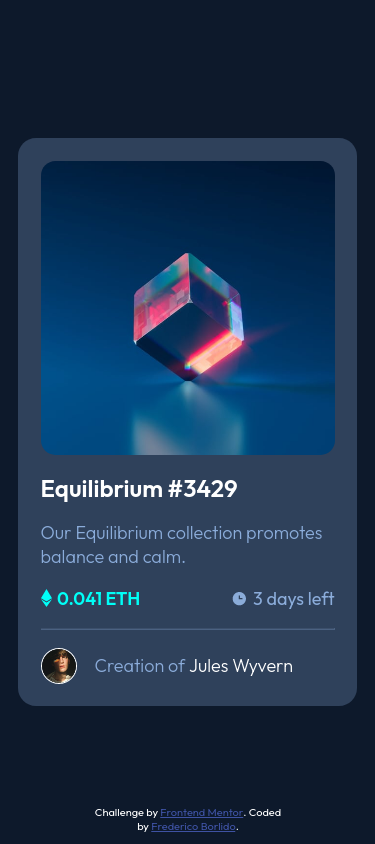 Equilibrium #3429
Our Equilibrium collection promotes
balance and calm.
0.041 ETH
3 days left
Creation of Jules Wyvern
Challenge by Frontend Mentor. Coded
by Frederico Borlido.